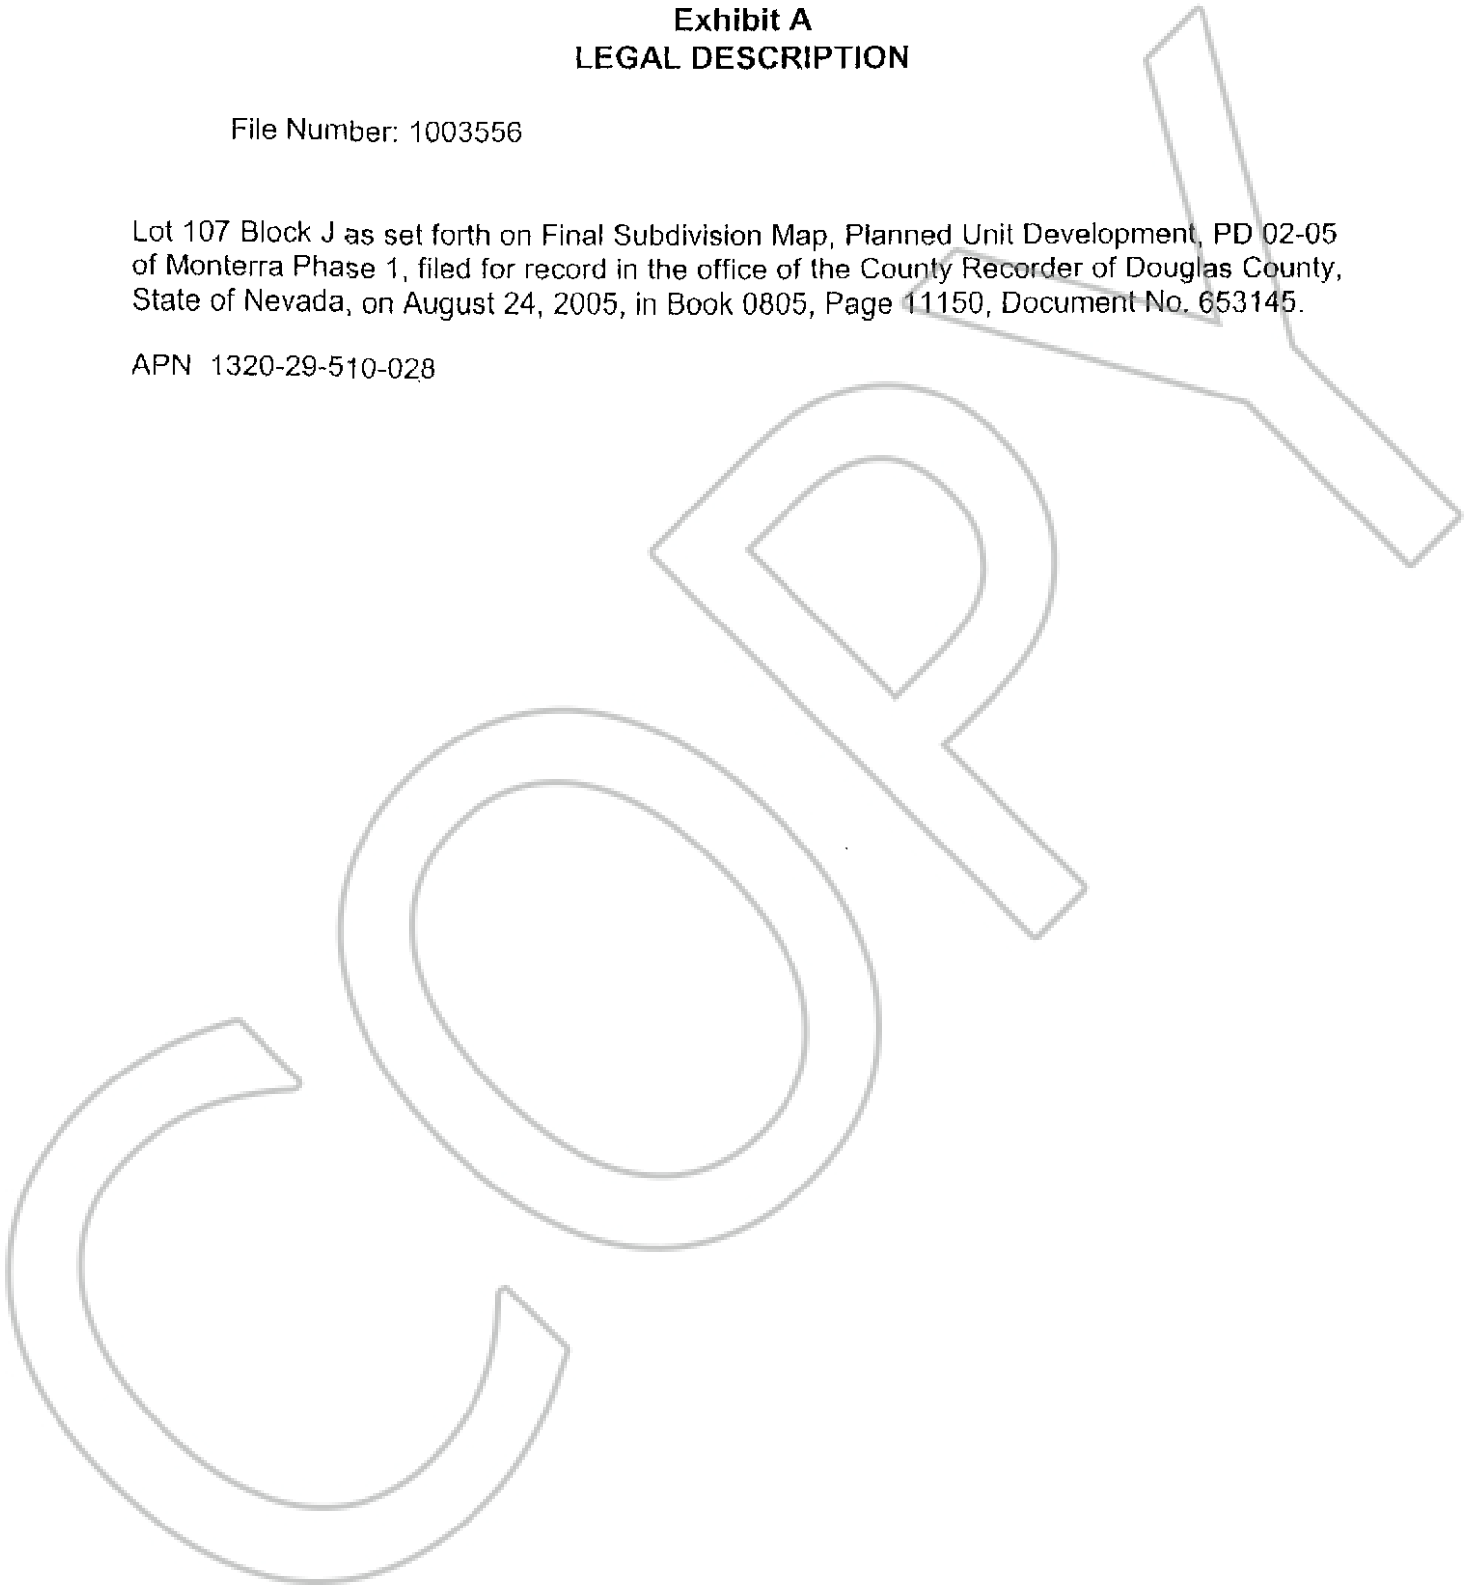 Exhibit A
LEGAL DESCRIPTION
File Number: 1003556
Lot 107 Block J as set forth on Final Subdivision Map, Planned Unit Development, PD 02-05
of Monterra Phase 1, filed for record in the office of the County Recorder of Douglas County,
State of Nevada, on August 24, 2005, in Book 0805, Page 11150, Document No. 653145.
APN 1320-29-510-028
COPY